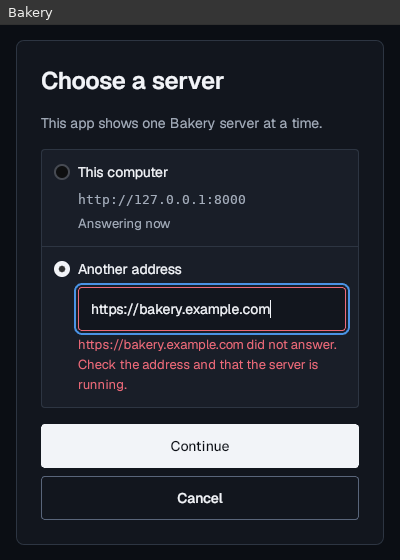 Bakery
Choose a server
This app shows one Bakery server at a time.
This computer
http://127.0.0.1:8000
Answering now
Another address
https://bakery.example.com
https://bakery.example.com did not answer.
Check the address and that the server is
running.
Continue
Cancel